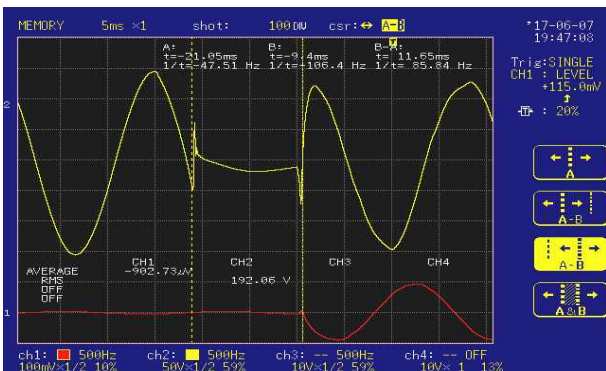 MEMORY 5ms ×1 shot: 100 DIV csr:↔ A-B '17-06-07
19:47:08
A: B: B-A:
t=-21.05ms t=-9.4ms t= 11.65ms
1/t=-47.51 Hz 1/t=-106.4 Hz 1/t= 85.84 Hz
Trig:SINGLE
CH1 : LEVEL
+115.0mV
T : 20%
2
A
A-B
A-B
A&B
CH1 CH2 CH3 CH4
AVERAGE -902.73µV
RMS 192.06 V
OFF
OFF
1
ch1: 500Hz ch2: 500Hz ch3: -- 500Hz ch4: -- OFF
100mV×1/2 10% 50V×1/2 59% 10V×1/2 59% 10V× 1 13%